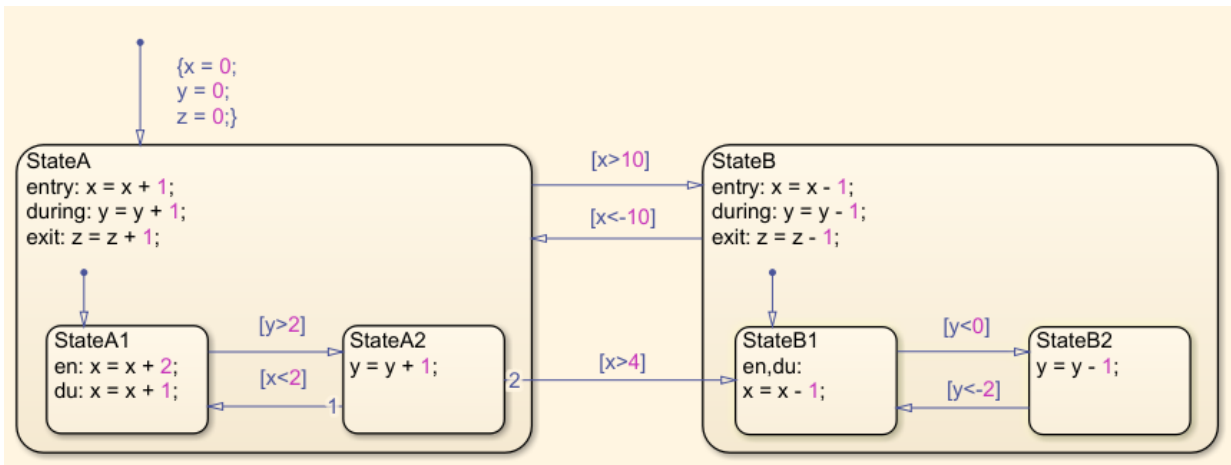 {x = 0;
y = 0;
z = 0;}
StateA
entry: x = x + 1;
during: y = y + 1;
exit: z = z + 1;
[x>10]
[x<-10]
StateB
entry: x = x - 1;
during: y = y - 1;
exit: z = z - 1;
StateA1
en: x = x + 2;
du: x = x + 1;
[y>2]
[x<2]
1
StateA2
y = y + 1;
2
[x>4]
StateB1
en,du:
x = x - 1;
[y<0]
[y<-2]
StateB2
y = y - 1;